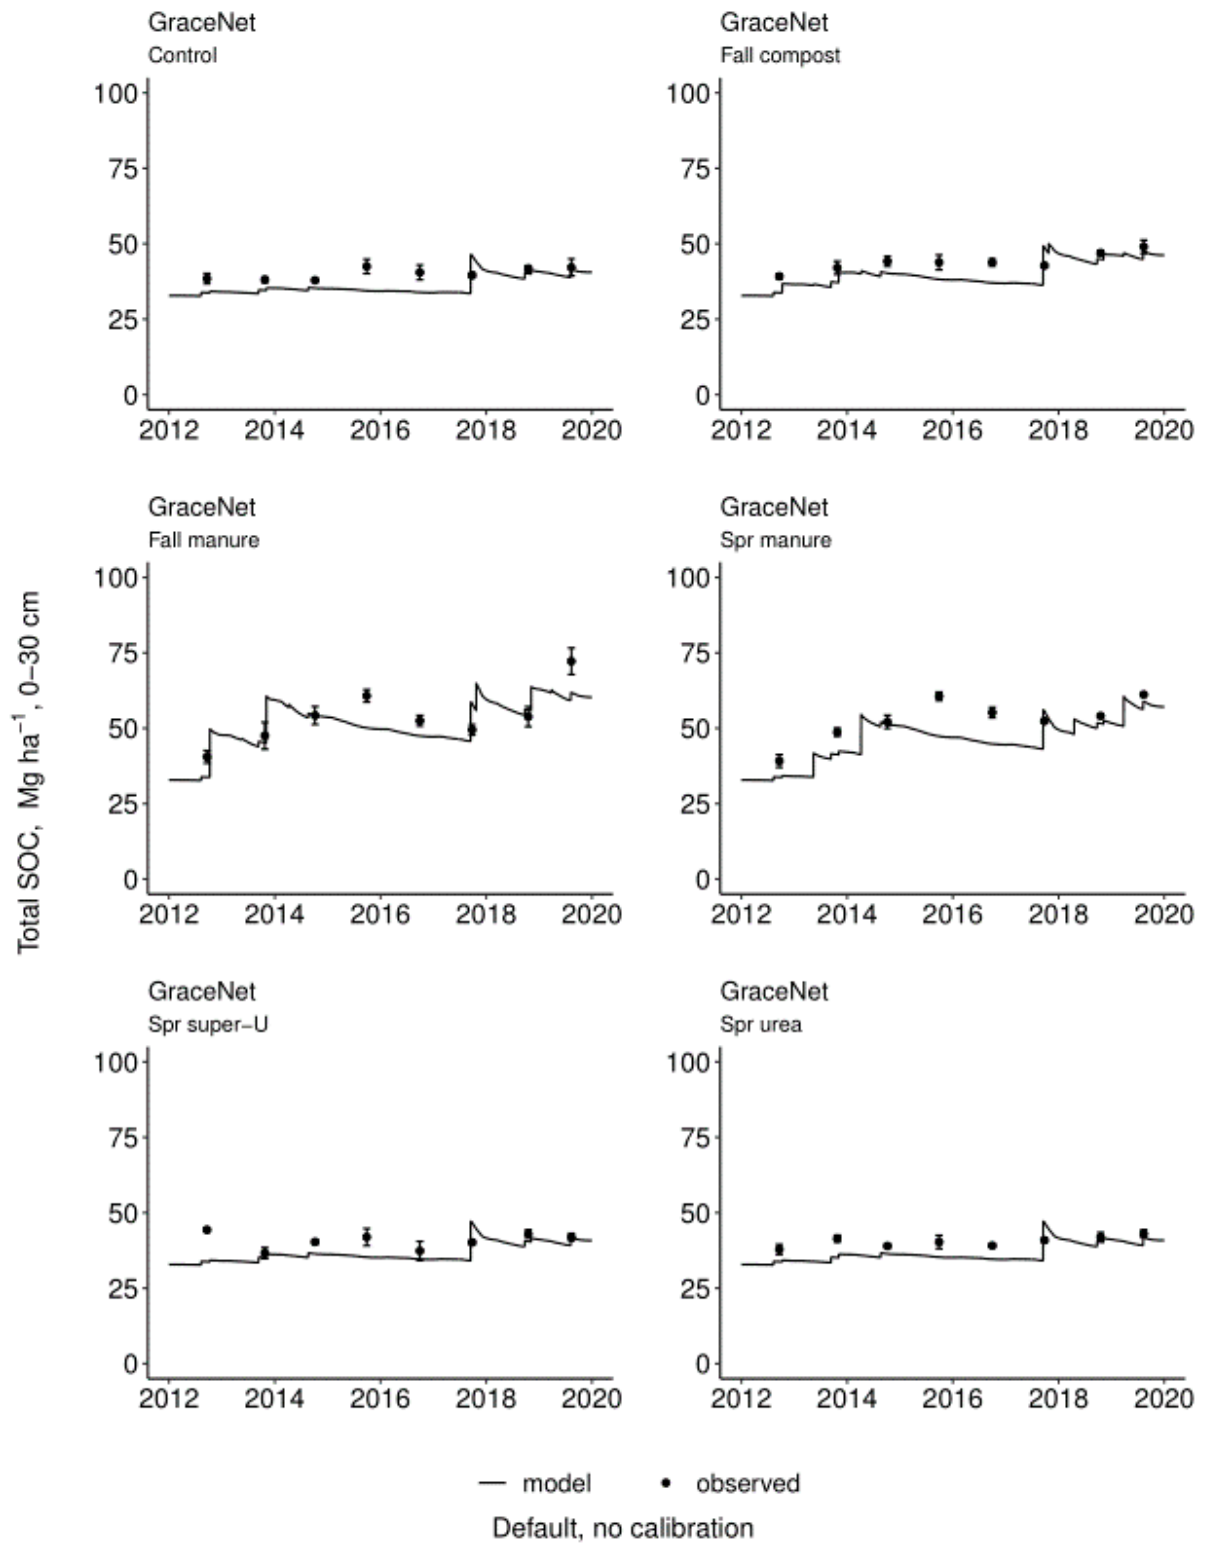 GraceNet
Control
100
75
50
25
0
2012 2014 2016 2018 2020
GraceNet
Fall compost
100
75
50
25
0
2012 2014 2016 2018 2020
GraceNet
Fall manure
100
75
50
25
0
2012 2014 2016 2018 2020
GraceNet
Spr manure
100
75
50
25
0
2012 2014 2016 2018 2020
GraceNet
Spr super−U
100
75
50
25
0
2012 2014 2016 2018 2020
GraceNet
Spr urea
100
75
50
25
0
2012 2014 2016 2018 2020
Total SOC, Mg ha⁻¹, 0−30 cm
model observed
Default, no calibration